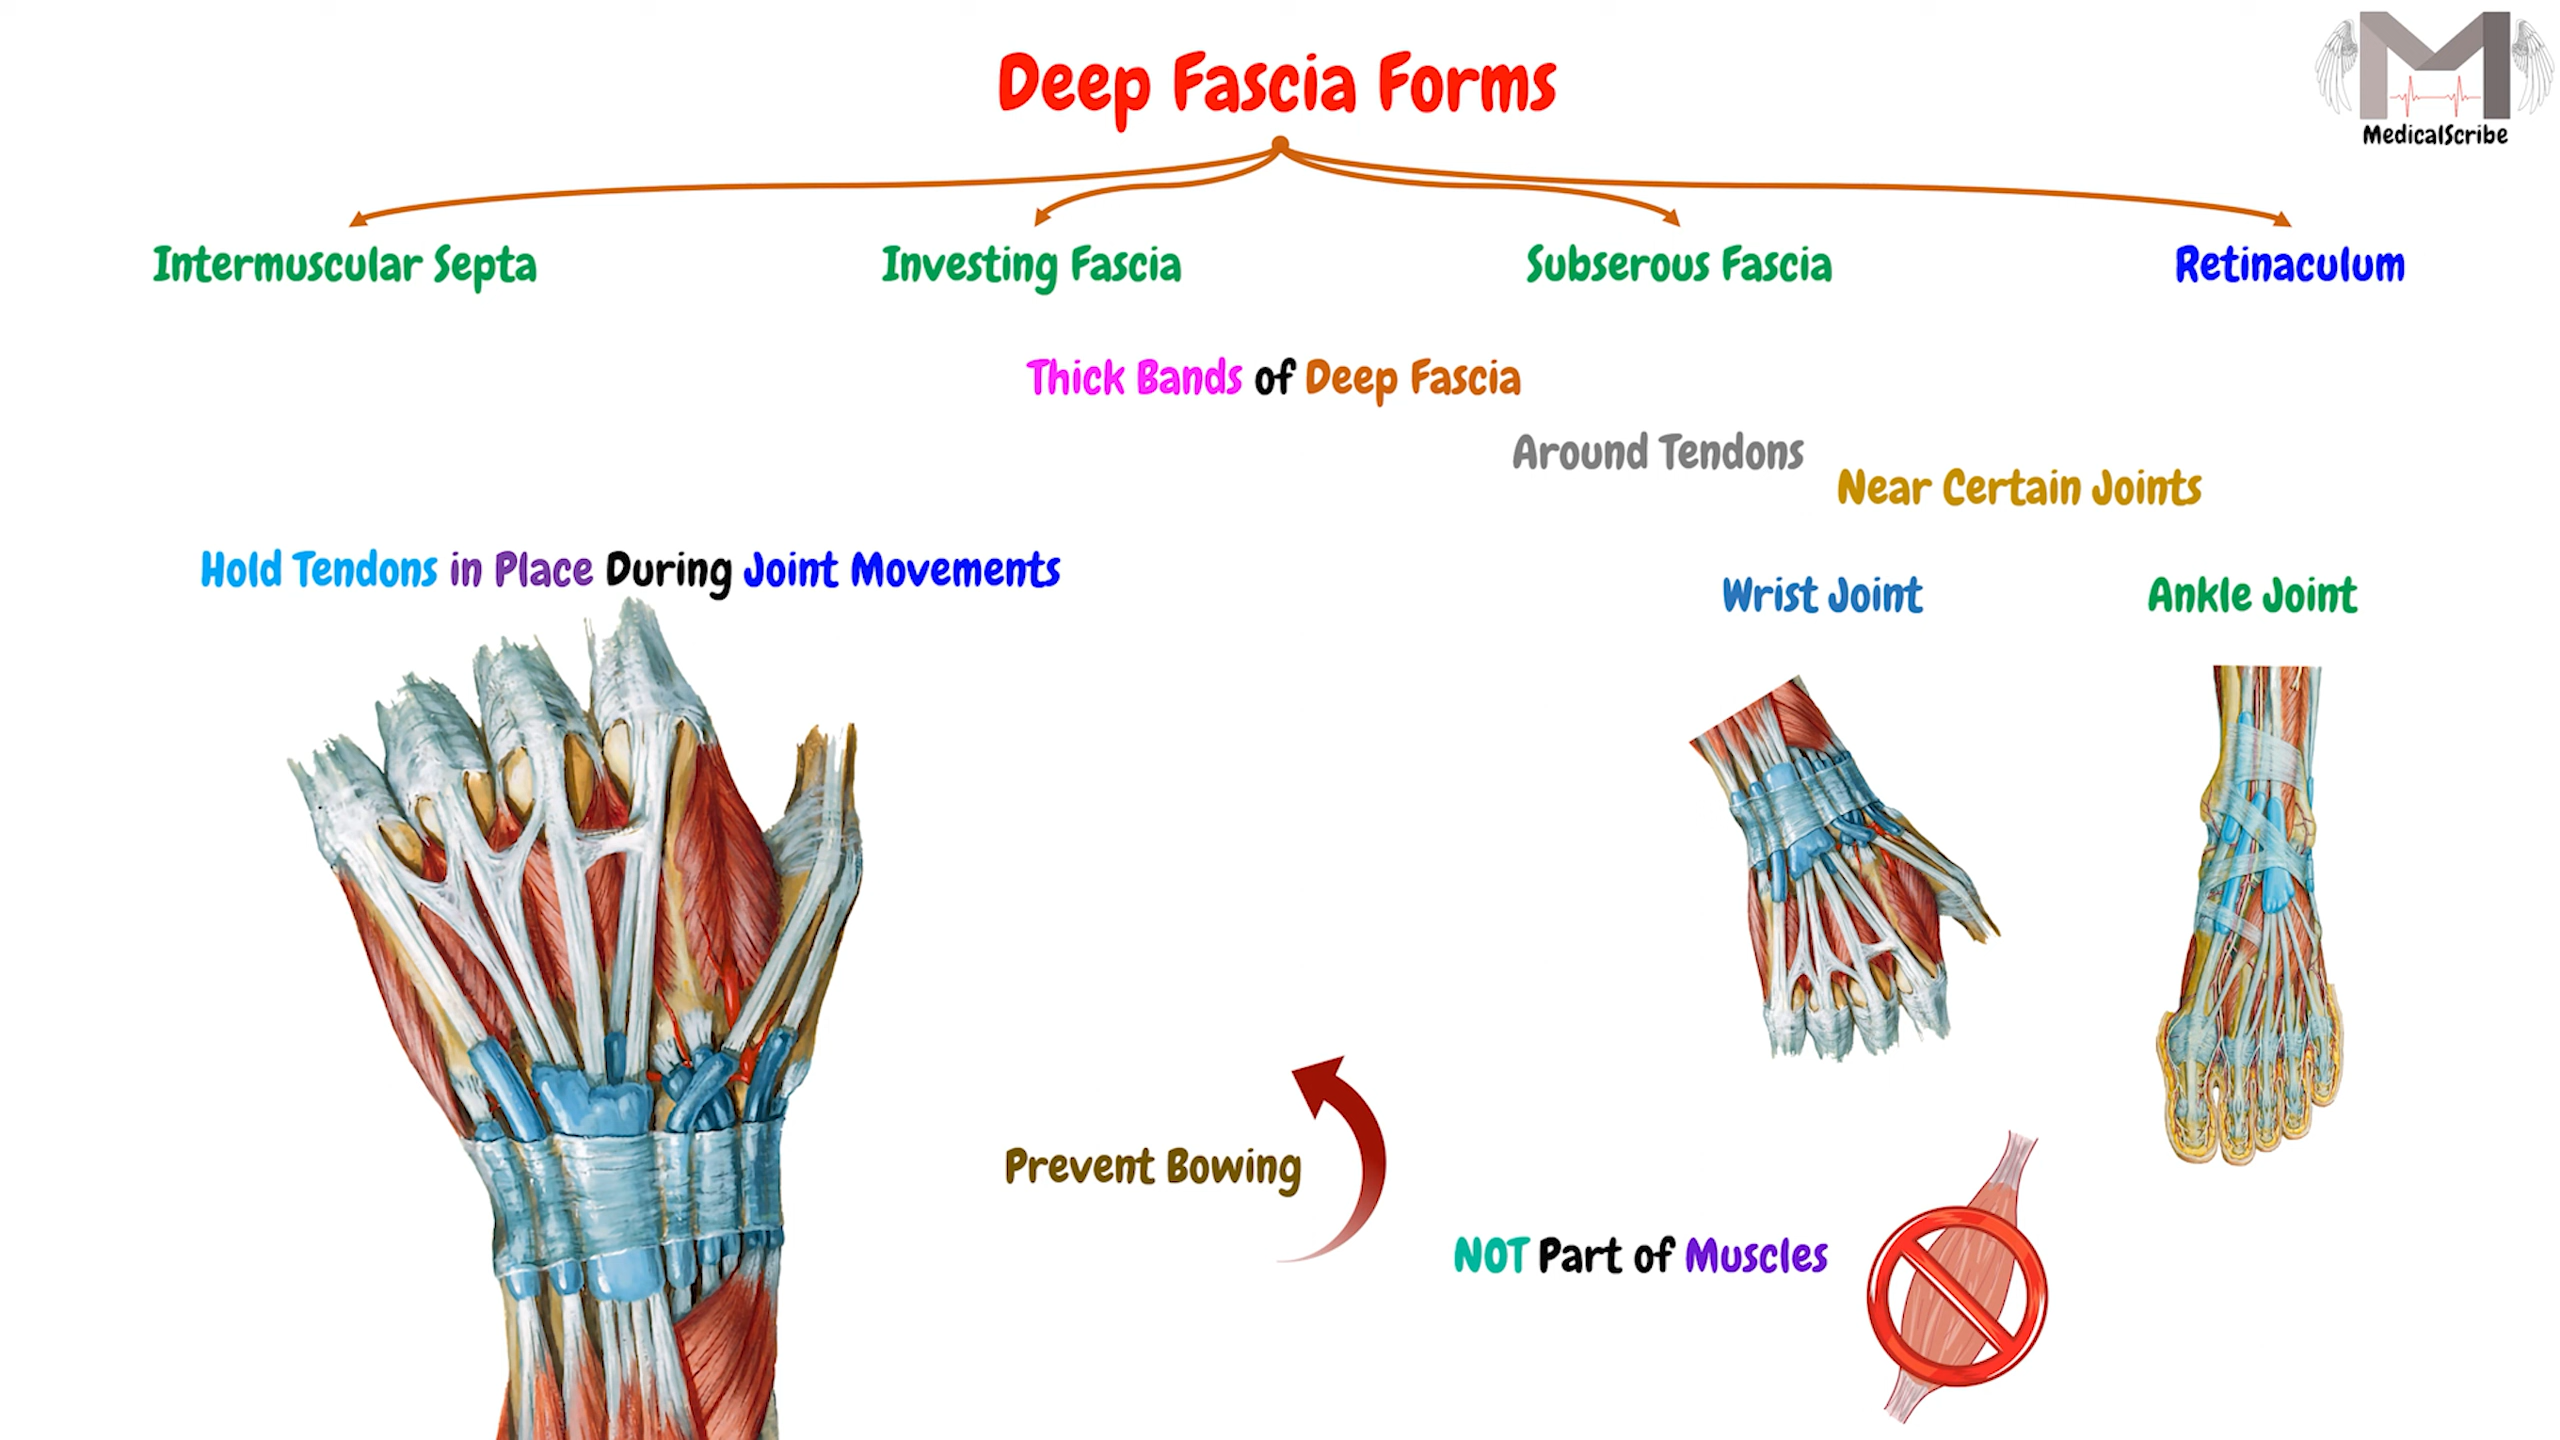 Deep Fascia Forms
MedicalScribe
Intermuscular Septa
Investing Fascia
Subserous Fascia
Retinaculum
Thick Bands of Deep Fascia
Around Tendons
Near Certain Joints
Hold Tendons in Place During Joint Movements
Wrist Joint
Ankle Joint
Prevent Bowing
NOT Part of Muscles